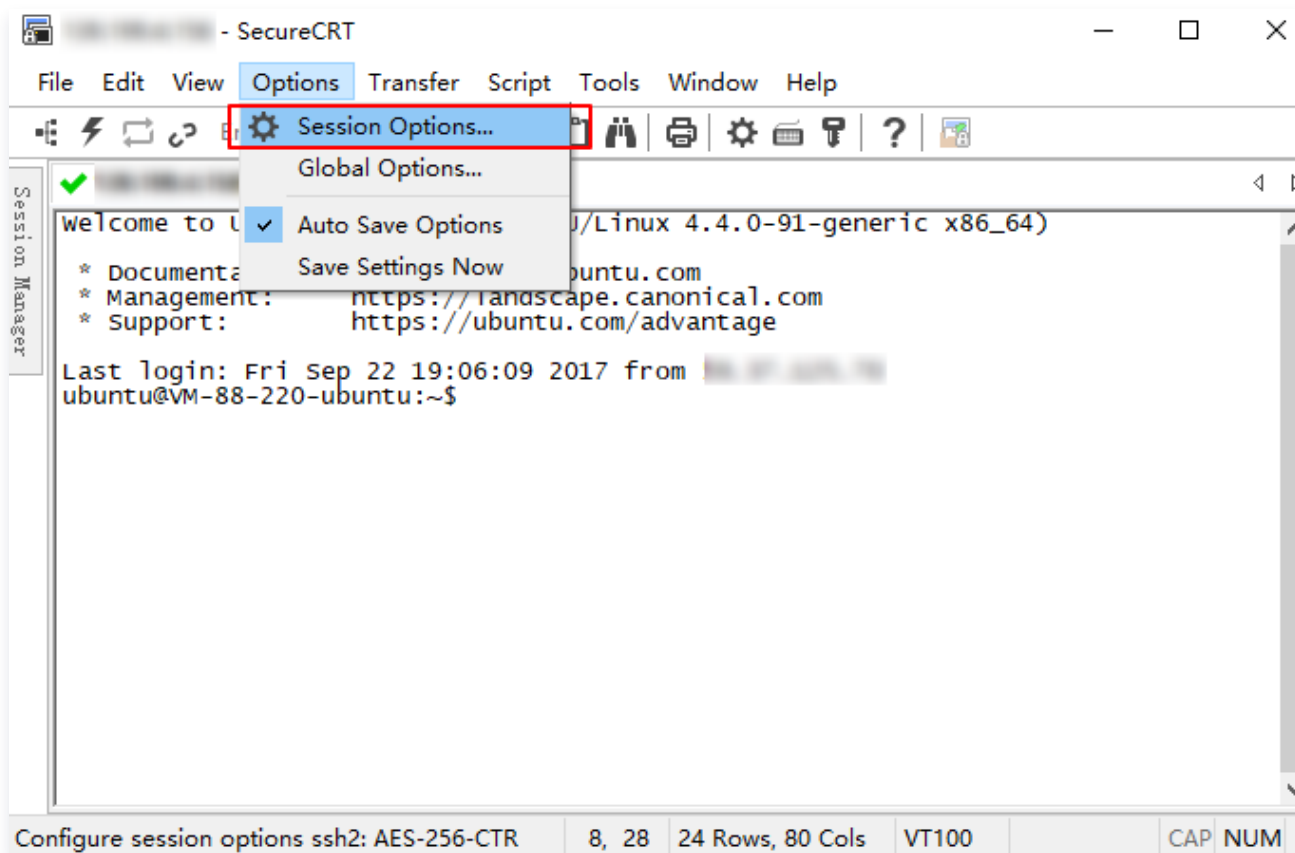 - SecureCRT
File Edit View Options Transfer Script Tools Window Help
Session Options...
Global Options...
Auto Save Options
Save Settings Now
Session Manager
Welcome to U /Linux 4.4.0-91-generic x86_64)
* Documenta buntu.com
* Management: https://landscape.canonical.com
* Support: https://ubuntu.com/advantage
Last login: Fri Sep 22 19:06:09 2017 from
ubuntu@VM-88-220-ubuntu:~$
Configure session options ssh2: AES-256-CTR 8, 28 24 Rows, 80 Cols VT100 CAP NUM